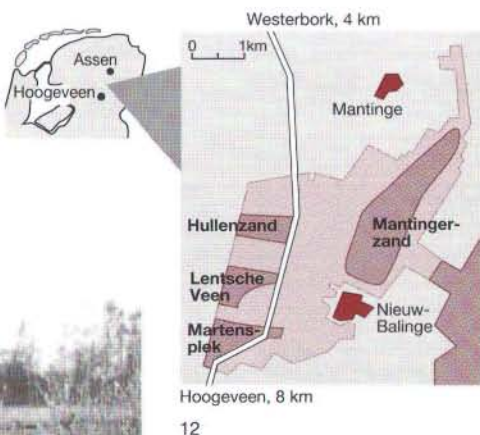 Westerbork, 4 km
Assen
Hoogeveen
0 1km
Mantinge
Hullenzand
Mantinger-
zand
Lentsche
Veen
Martens-
plek
Nieuw-
Balinge
Hoogeveen, 8 km
12